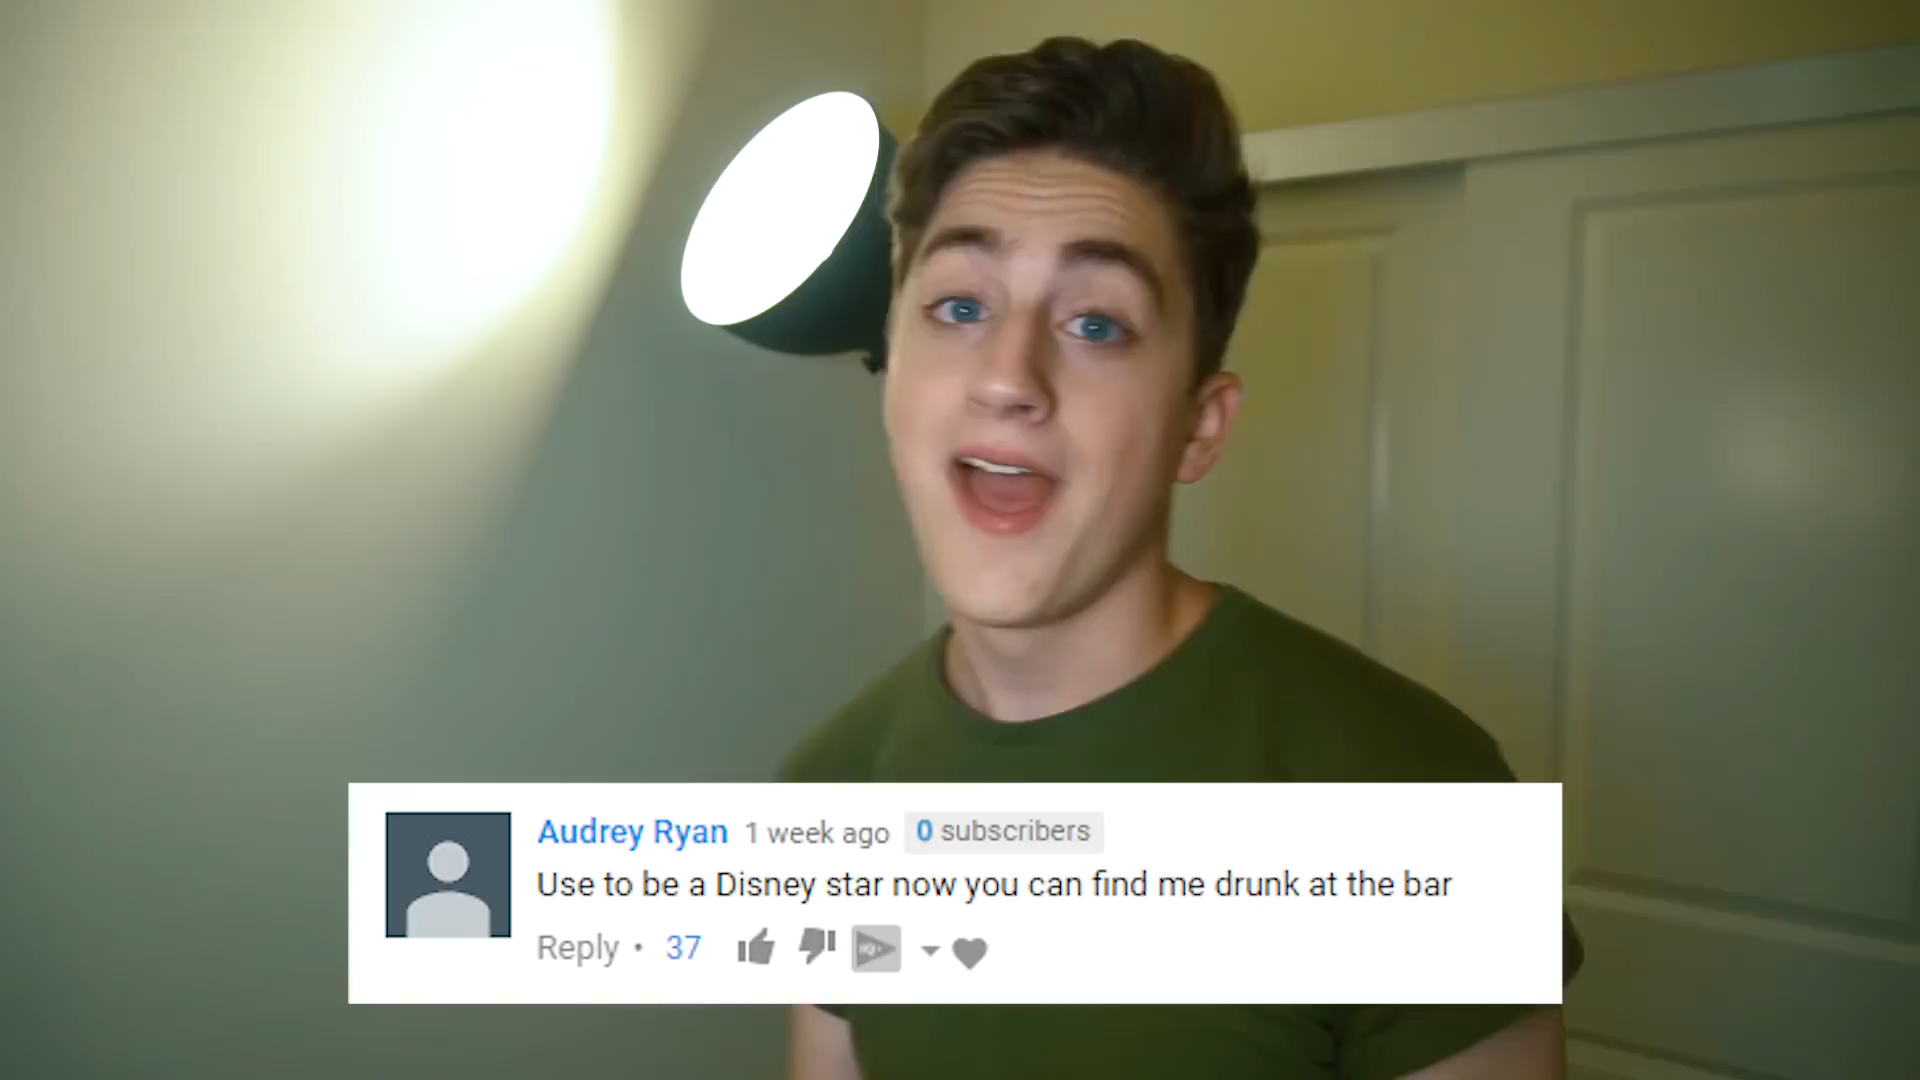 Audrey Ryan 1 week ago 0 subscribers
Use to be a Disney star now you can find me drunk at the bar
Reply • 37 HQ+